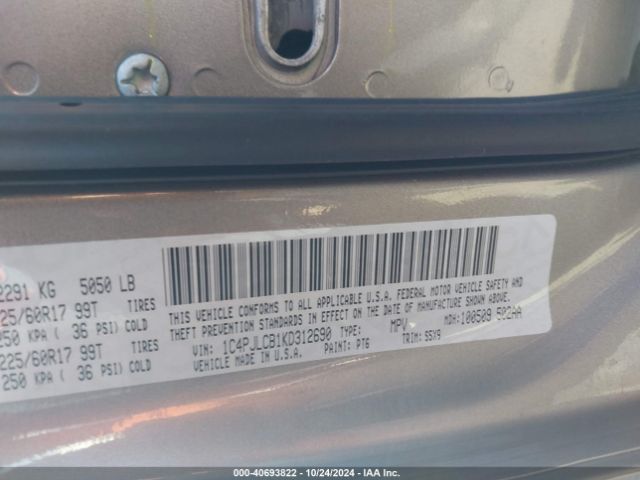 2291 KG 5050 LB
225/60R17 99T TIRES
250 KPA ( 36 PSI) COLD
225/60R17 99T TIRES
250 KPA ( 36 PSI) COLD
THIS VEHICLE CONFORMS TO ALL APPLICABLE U.S.A. FEDERAL MOTOR VEHICLE SAFETY AND
THEFT PREVENTION STANDARDS IN EFFECT ON THE DATE OF MANUFACTURE SHOWN ABOVE.
VIN: 1C4PJLCB1KD312690 TYPE: MPV MDH: 100509 502AA
MADE IN U.S.A. PAINT: PTG TRIM: S5X9
000-40693822 - 10/24/2024 - IAA Inc.